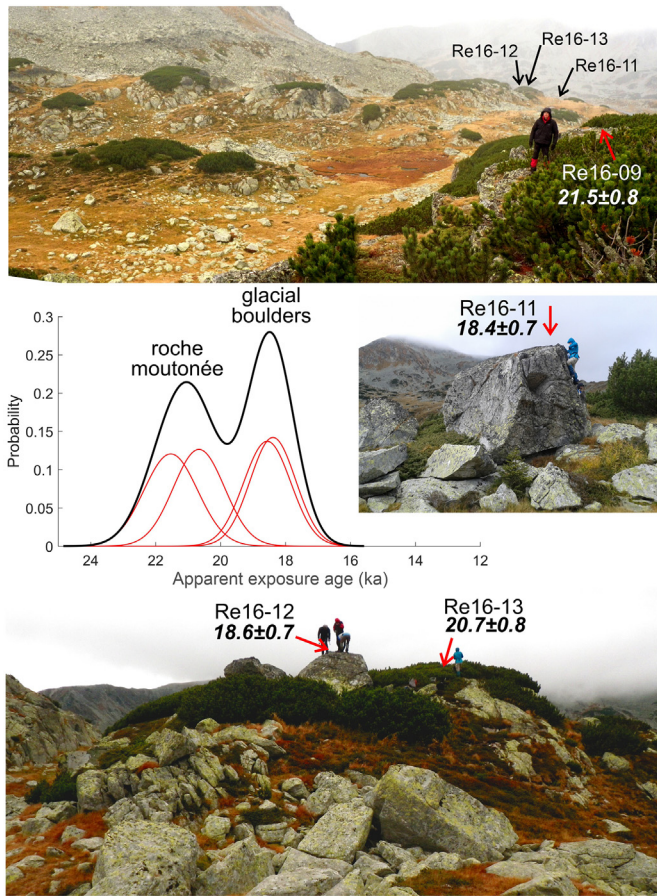 Re16-12
Re16-13
Re16-11
Re16-09
21.5±0.8
glacial
boulders
roche
moutonée
0.3
0.25
0.2
0.15
0.1
0.05
0
Probability
24
22
20
18
16
14
12
Apparent exposure age (ka)
Re16-11
18.4±0.7
Re16-12
18.6±0.7
Re16-13
20.7±0.8